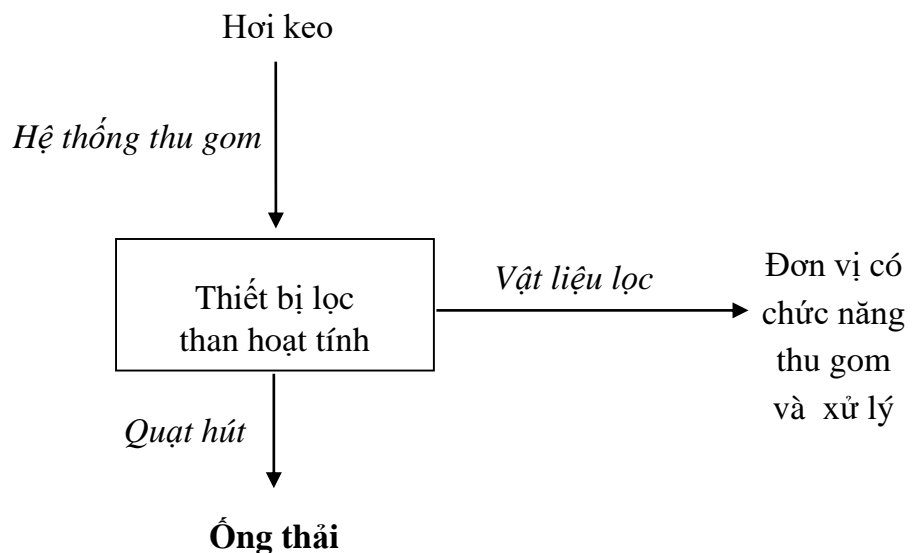 Hơi keo
Hệ thống thu gom
Thiết bị lọc
than hoạt tính
Vật liệu lọc
Đơn vị có
chức năng
thu gom
và xử lý
Quạt hút
Ống thải